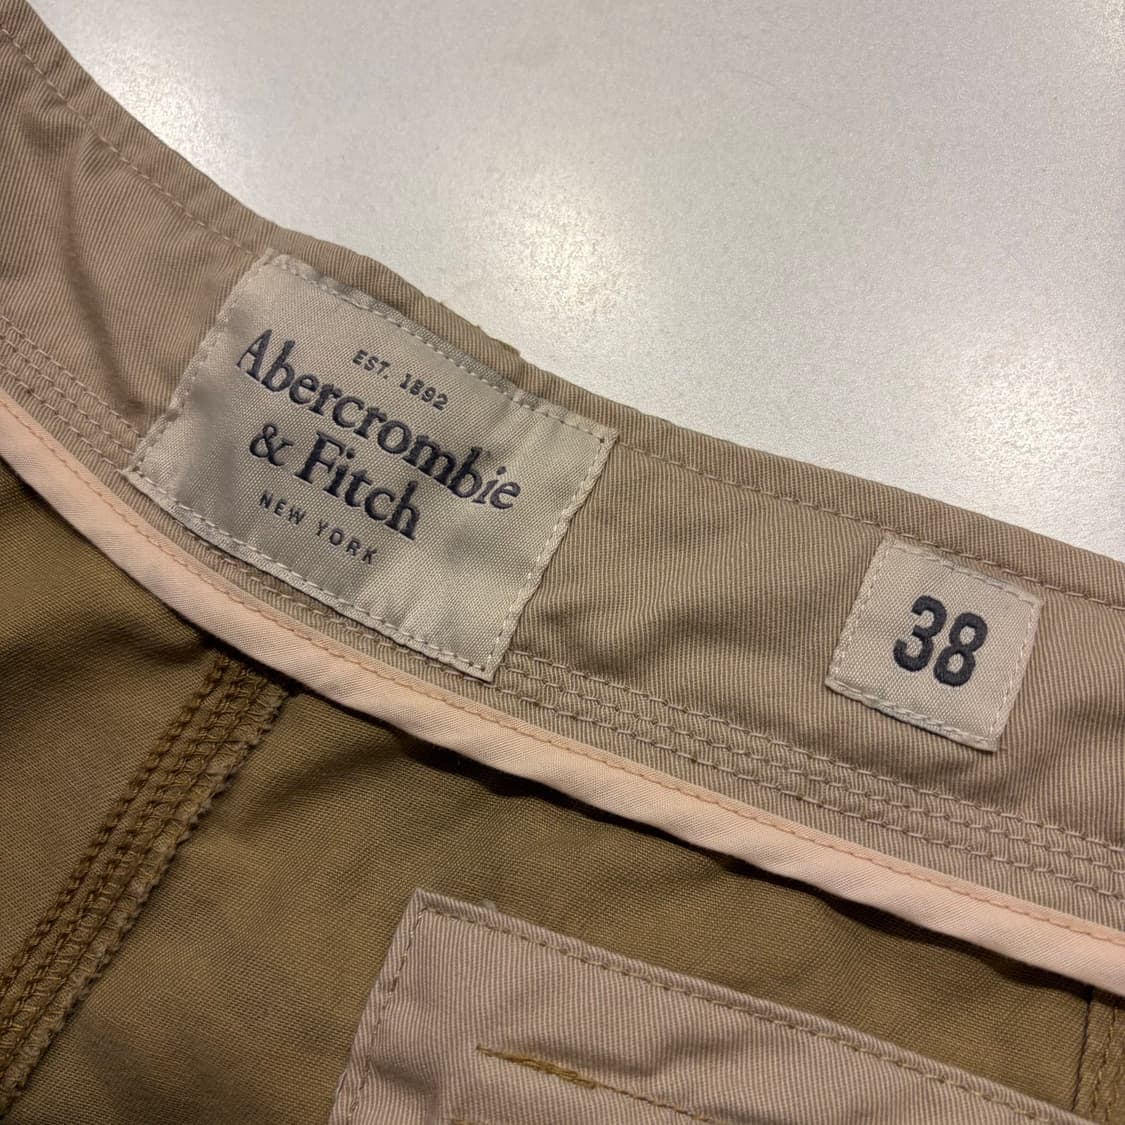 EST. 1892
Abercrombie
& Fitch
NEW YORK
38